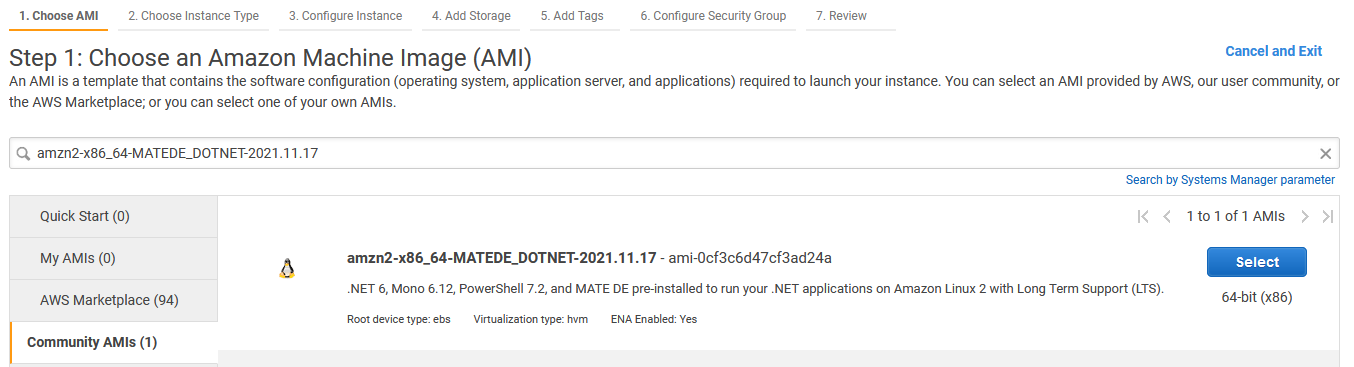 1. Choose AMI 2. Choose Instance Type 3. Configure Instance 4. Add Storage 5. Add Tags 6. Configure Security Group 7. Review
Step 1: Choose an Amazon Machine Image (AMI)
Cancel and Exit
An AMI is a template that contains the software configuration (operating system, application server, and applications) required to launch your instance. You can select an AMI provided by AWS, our user community, or
the AWS Marketplace; or you can select one of your own AMIs.
amzn2-x86_64-MATEDE_DOTNET-2021.11.17
Search by Systems Manager parameter
Quick Start (0)
My AMIs (0)
AWS Marketplace (94)
Community AMIs (1)
1 to 1 of 1 AMIs
amzn2-x86_64-MATEDE_DOTNET-2021.11.17 - ami-0cf3c6d47cf3ad24a
.NET 6, Mono 6.12, PowerShell 7.2, and MATE DE pre-installed to run your .NET applications on Amazon Linux 2 with Long Term Support (LTS).
Root device type: ebs Virtualization type: hvm ENA Enabled: Yes
Select
64-bit (x86)